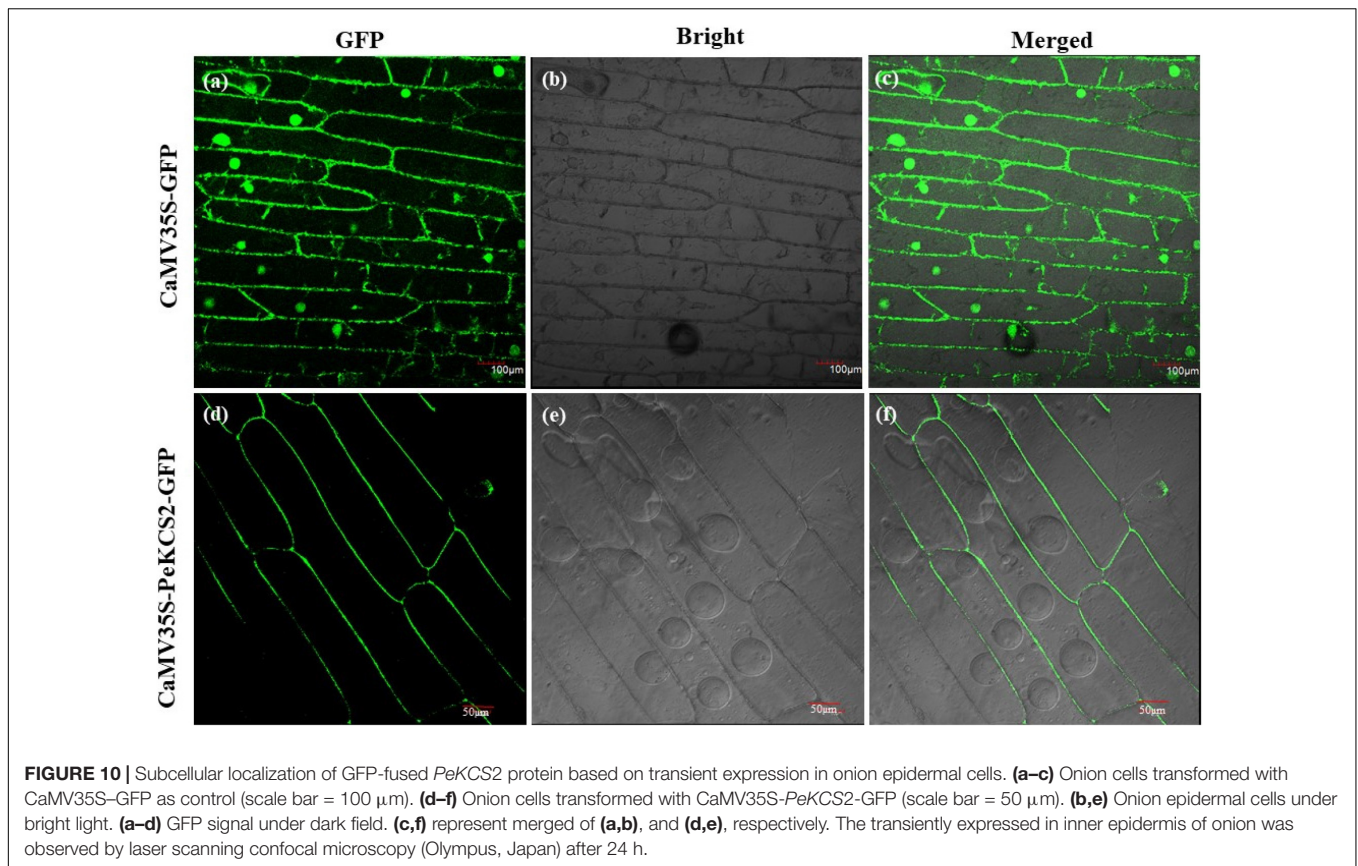 GFP
Bright
Merged
CaMV35S-GFP
(a)
(b)
(c)
100μm
100μm
100μm
CaMV35S-PeKCS2-GFP
(d)
(e)
(f)
50μm
50μm
50μm
FIGURE 10 | Subcellular localization of GFP-fused PeKCS2 protein based on transient expression in onion epidermal cells. (a–c) Onion cells transformed with
CaMV35S–GFP as control (scale bar = 100 μm). (d–f) Onion cells transformed with CaMV35S-PeKCS2-GFP (scale bar = 50 μm). (b,e) Onion epidermal cells under
bright light. (a–d) GFP signal under dark field. (c,f) represent merged of (a,b), and (d,e), respectively. The transiently expressed in inner epidermis of onion was
observed by laser scanning confocal microscopy (Olympus, Japan) after 24 h.